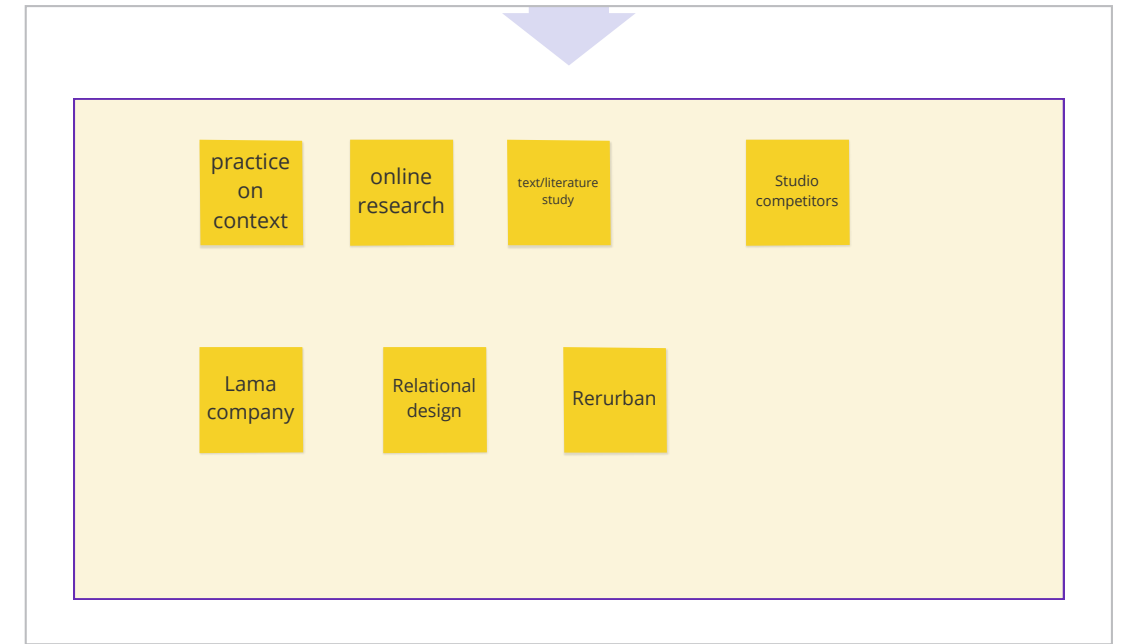 practice
on
context
online
research
text/literature
study
Studio
competitors
Lama
company
Relational
design
Rerurban